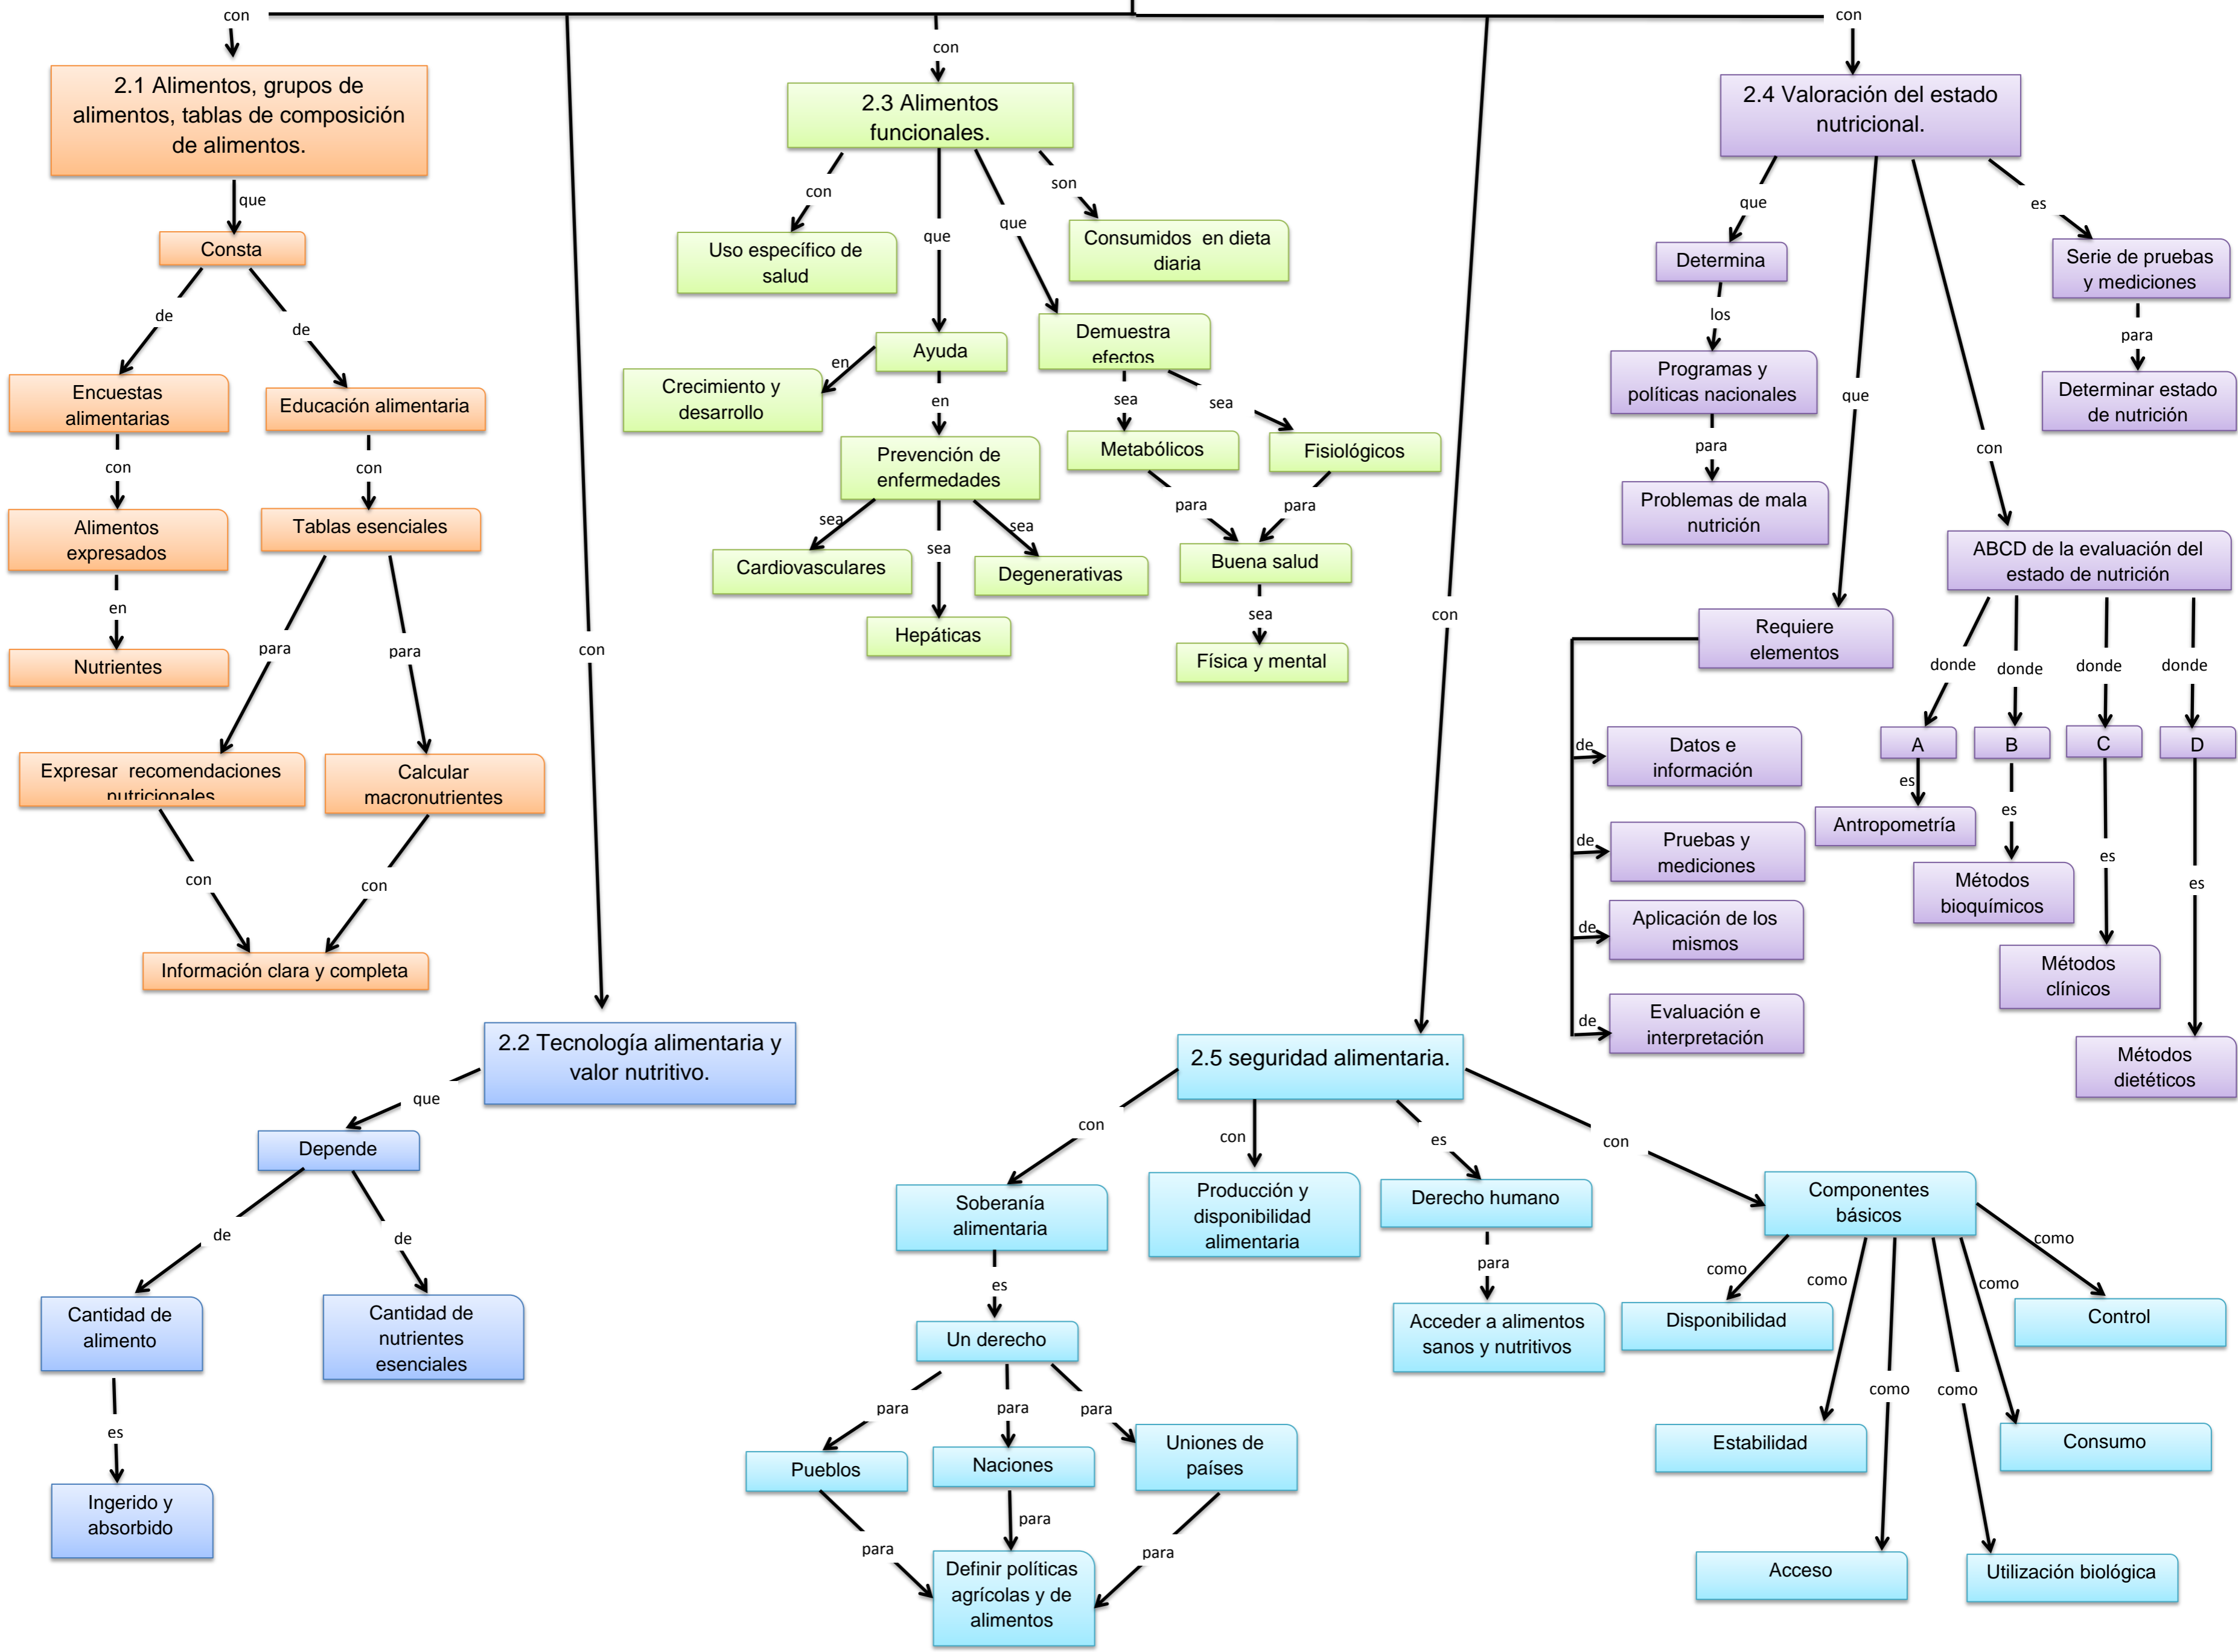 con
con
con
2.1 Alimentos, grupos de
alimentos, tablas de composición
de alimentos.
que
Consta
de
de
Encuestas
alimentarias
Educación alimentaria
con
con
Alimentos
expresados
Tablas esenciales
en
para
para
Nutrientes
Expresar recomendaciones
nutricionales
Calcular
macronutrientes
con
con
Información clara y completa
con
2.2 Tecnología alimentaria y
valor nutritivo.
que
Depende
de
de
Cantidad de
alimento
Cantidad de
nutrientes
esenciales
es
Ingerido y
absorbido
2.3 Alimentos
funcionales.
con
que
que
son
Uso específico de
salud
Consumidos en dieta
diaria
Ayuda
Demuestra
efectos
en
Crecimiento y
desarrollo
en
sea
sea
Prevención de
enfermedades
Metabólicos
Fisiológicos
sea
sea
sea
para
para
Cardiovasculares
Degenerativas
Buena salud
Hepáticas
sea
Física y mental
2.4 Valoración del estado
nutricional.
que
que
con
es
Determina
Serie de pruebas
y mediciones
los
para
Programas y
políticas nacionales
Determinar estado
de nutrición
para
Problemas de mala
nutrición
ABCD de la evaluación del
estado de nutrición
Requiere
elementos
donde
donde
donde
donde
de
Datos e
información
de
Pruebas y
mediciones
de
Aplicación de los
mismos
de
Evaluación e
interpretación
A
B
C
D
es
es
es
es
Antropometría
Métodos
bioquímicos
Métodos
clínicos
Métodos
dietéticos
con
2.5 seguridad alimentaria.
con
con
es
con
Soberanía
alimentaria
Producción y
disponibilidad
alimentaria
Derecho humano
Componentes
básicos
es
para
Un derecho
Acceder a alimentos
sanos y nutritivos
para
para
para
Pueblos
Naciones
Uniones de
países
para
para
para
Definir políticas
agrícolas y de
alimentos
como
como
como
como
como
como
Disponibilidad
Control
Estabilidad
Consumo
Acceso
Utilización biológica